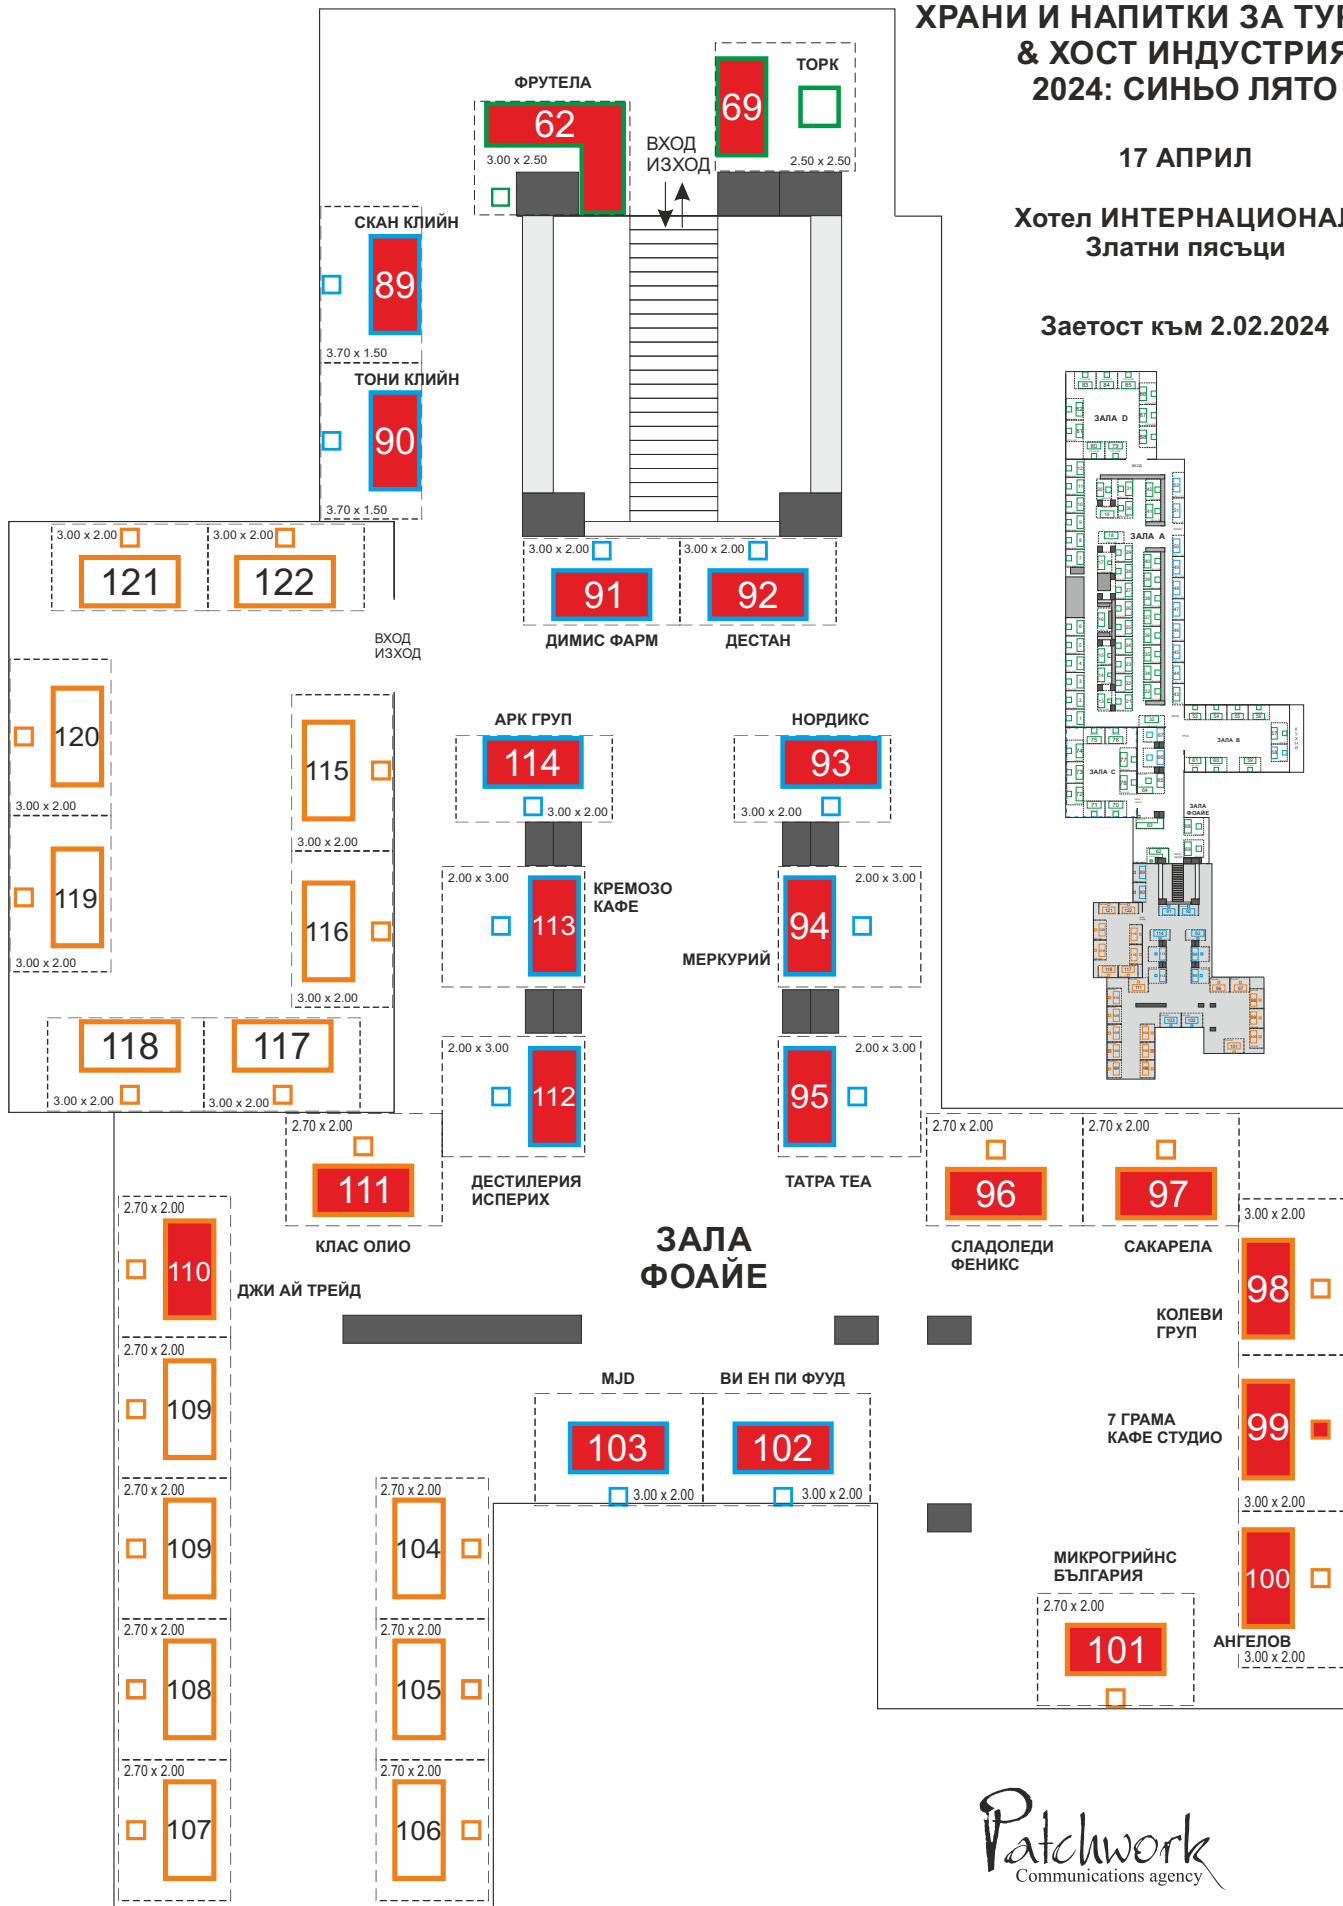 ХРАНИ И НАПИТКИ ЗА
& ХОСТ ИНДУСТРИЯ
2024: СИНЬО ЛЯТО
17 АПРИЛ
Хотел ИНТЕРНАЦИОНАЛ
Златни пясъци
Заетост към 2.02.2024
ФРУТЕЛА
62
3.00 x 2.50
ВХОД
ИЗХОД
ТОРК
69
2.50 x 2.50
СКАН КЛИЙН
89
3.70 x 1.50
ТОНИ КЛИЙН
90
3.70 x 1.50
3.00 x 2.00
121
3.00 x 2.00
122
ВХОД
ИЗХОД
3.00 x 2.00
91
ДИМИС ФАРМ
3.00 x 2.00
92
ДЕСТАН
120
3.00 x 2.00
119
3.00 x 2.00
115
3.00 x 2.00
116
3.00 x 2.00
118
3.00 x 2.00
117
3.00 x 2.00
АРК ГРУП
114
3.00 x 2.00
НОРДИКС
93
3.00 x 2.00
2.00 x 3.00
113
КРЕМОЗО
КАФЕ
2.00 x 3.00
94
МЕРКУРИЙ
2.00 x 3.00
112
ДЕСТИЛЕРИЯ
ИСПЕРИХ
2.00 x 3.00
95
ТАТРА ТЕА
2.70 x 2.00
111
КЛАС ОЛИО
2.70 x 2.00
96
СЛАДОЛЕДИ
ФЕНИКС
2.70 x 2.00
97
САКАРЕЛА
ЗАЛА
ФОАЙЕ
2.70 x 2.00
110
ДЖИ АЙ ТРЕЙД
2.70 x 2.00
109
2.70 x 2.00
109
2.70 x 2.00
108
2.70 x 2.00
107
2.70 x 2.00
104
2.70 x 2.00
105
2.70 x 2.00
106
MJD
103
3.00 x 2.00
ВИ ЕН ПИ ФУУД
102
3.00 x 2.00
3.00 x 2.00
98
КОЛЕВИ
ГРУП
7 ГРАМА
КАФЕ СТУДИО
99
3.00 x 2.00
100
АНГЕЛОВ
3.00 x 2.00
МИКРОГРИЙНС
БЪЛГАРИЯ
2.70 x 2.00
101
ЗАЛА D
ЗАЛА A
ЗАЛА B
ЗАЛА C
ЗАЛА
ФОАЙЕ
Patchwork
Communications agency